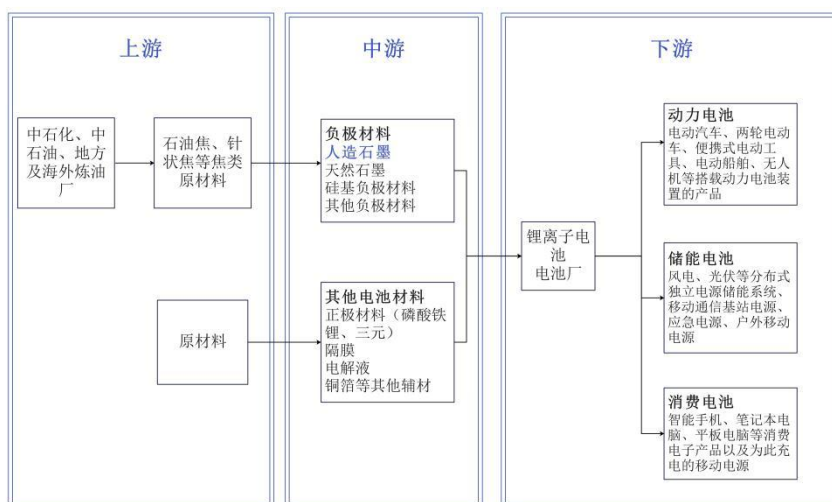 上游
中石化、中
石油、地方
及海外炼油
厂
石油焦、针
状焦等焦类
原材料
原材料
中游
负极材料
人造石墨
天然石墨
硅基负极材料
其他负极材料
其他电池材料
正极材料（磷酸铁
锂、三元）
隔膜
电解液
铜箔等其他辅材
下游
锂离子电
池
电池厂
动力电池
电动汽车、两轮电动
车、便携式电动工
具、电动船舶、无人
机等搭载动力电池装
置的产品
储能电池
风电、光伏等分布式
独立电源储能系统、
移动通信基站电源、
应急电源、户外移动
电源
消费电池
智能手机、笔记本电
脑、平板电脑等消费
电子产品以及为此充
电的移动电源